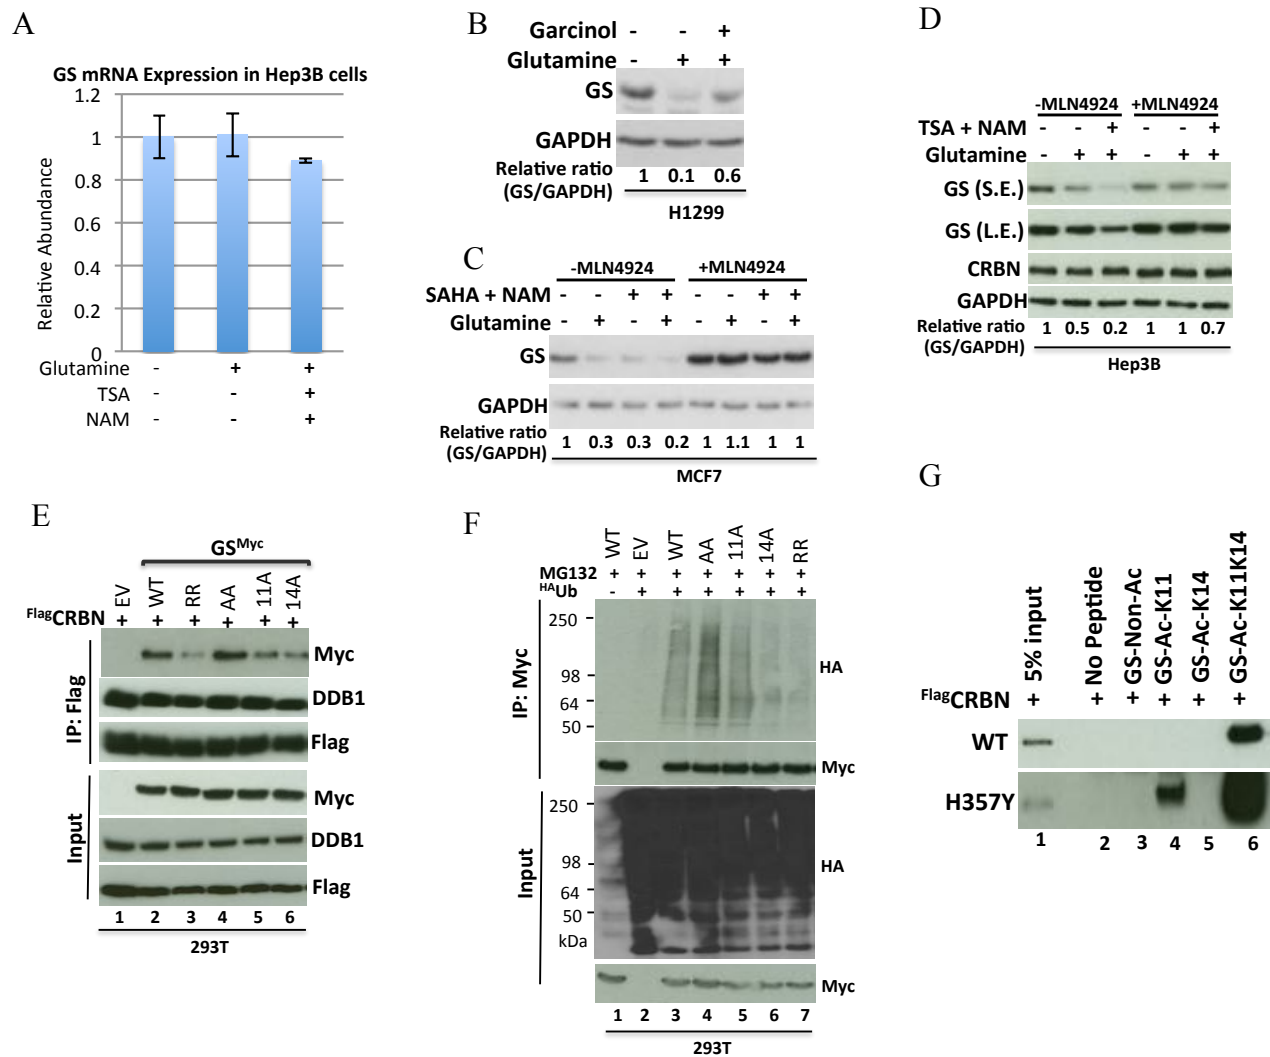 A
GS mRNA Expression in Hep3B cells
Relative Abundance
1.2
1
0.8
0.6
0.4
0.2
0
Glutamine - + +
TSA - - +
NAM - - +
B
Garcinol - - +
Glutamine - + +
GS
GAPDH
Relative ratio
(GS/GAPDH)
1 0.1 0.6
H1299
C
-MLN4924 +MLN4924
SAHA + NAM - - + + - - + +
Glutamine - + - + - + - +
GS
GAPDH
Relative ratio
(GS/GAPDH)
1 0.3 0.3 0.2 1 1.1 1 1
MCF7
D
-MLN4924 +MLN4924
TSA + NAM - - + - - +
Glutamine - + + - + +
GS (S.E.)
GS (L.E.)
CRBN
GAPDH
Relative ratio
(GS/GAPDH)
1 0.5 0.2 1 1 0.7
Hep3B
E
GSMyc
EV WT RR AA 11A 14A
FlagCRBN + + + + + +
IP: Flag
Myc
DDB1
Flag
Input
Myc
DDB1
Flag
1 2 3 4 5 6
293T
F
WT EV WT AA 11A 14A RR
MG132 + + + + + + +
HAUb - + + + + + +
IP: Myc
250
98
64
50
HA
Myc
Input
250
98
64
50
kDa
HA
Myc
1 2 3 4 5 6 7
293T
G
5% input
No Peptide
GS-Non-Ac
GS-Ac-K11
GS-Ac-K14
GS-Ac-K11K14
FlagCRBN + + + + + +
WT
H357Y
1 2 3 4 5 6